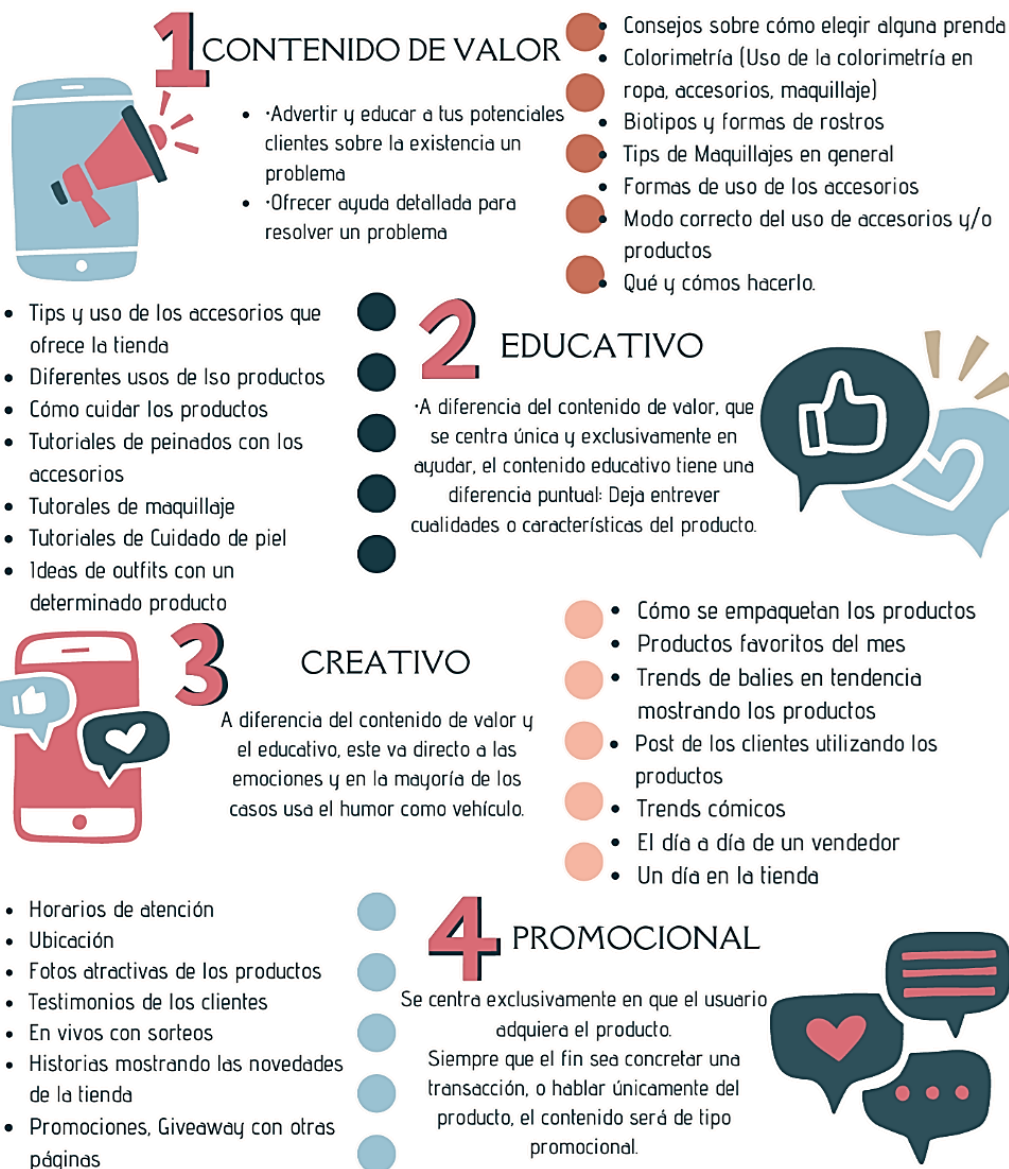 1
CONTENIDO DE VALOR
• ·Advertir y educar a tus potenciales
clientes sobre la existencia un
problema
• ·Ofrecer ayuda detallada para
resolver un problema
• Consejos sobre cómo elegir alguna prenda
• Colorimetría (Uso de la colorimetría en
ropa, accesorios, maquillaje)
• Biotipos y formas de rostros
• Tips de Maquillajes en general
• Formas de uso de los accesorios
• Modo correcto del uso de accesorios y/o
productos
• Qué y cómos hacerlo.
• Tips y uso de los accesorios que
ofrece la tienda
• Diferentes usos de lso productos
• Cómo cuidar los productos
• Tutoriales de peinados con los
accesorios
• Tutorales de maquillaje
• Tutoriales de Cuidado de piel
• Ideas de outfits con un
determinado producto
2
EDUCATIVO
·A diferencia del contenido de valor, que
se centra única y exclusivamente en
ayudar, el contenido educativo tiene una
diferencia puntual: Deja entrever
cualidades o características del producto.
3
CREATIVO
A diferencia del contenido de valor y
el educativo, este va directo a las
emociones y en la mayoría de los
casos usa el humor como vehículo.
• Cómo se empaquetan los productos
• Productos favoritos del mes
• Trends de balies en tendencia
mostrando los productos
• Post de los clientes utilizando los
productos
• Trends cómicos
• El día a día de un vendedor
• Un día en la tienda
• Horarios de atención
• Ubicación
• Fotos atractivas de los productos
• Testimonios de los clientes
• En vivos con sorteos
• Historias mostrando las novedades
de la tienda
• Promociones, Giveaway con otras
páginas
4
PROMOCIONAL
Se centra exclusivamente en que el usuario
adquiera el producto.
Siempre que el fin sea concretar una
transacción, o hablar únicamente del
producto, el contenido será de tipo
promocional.